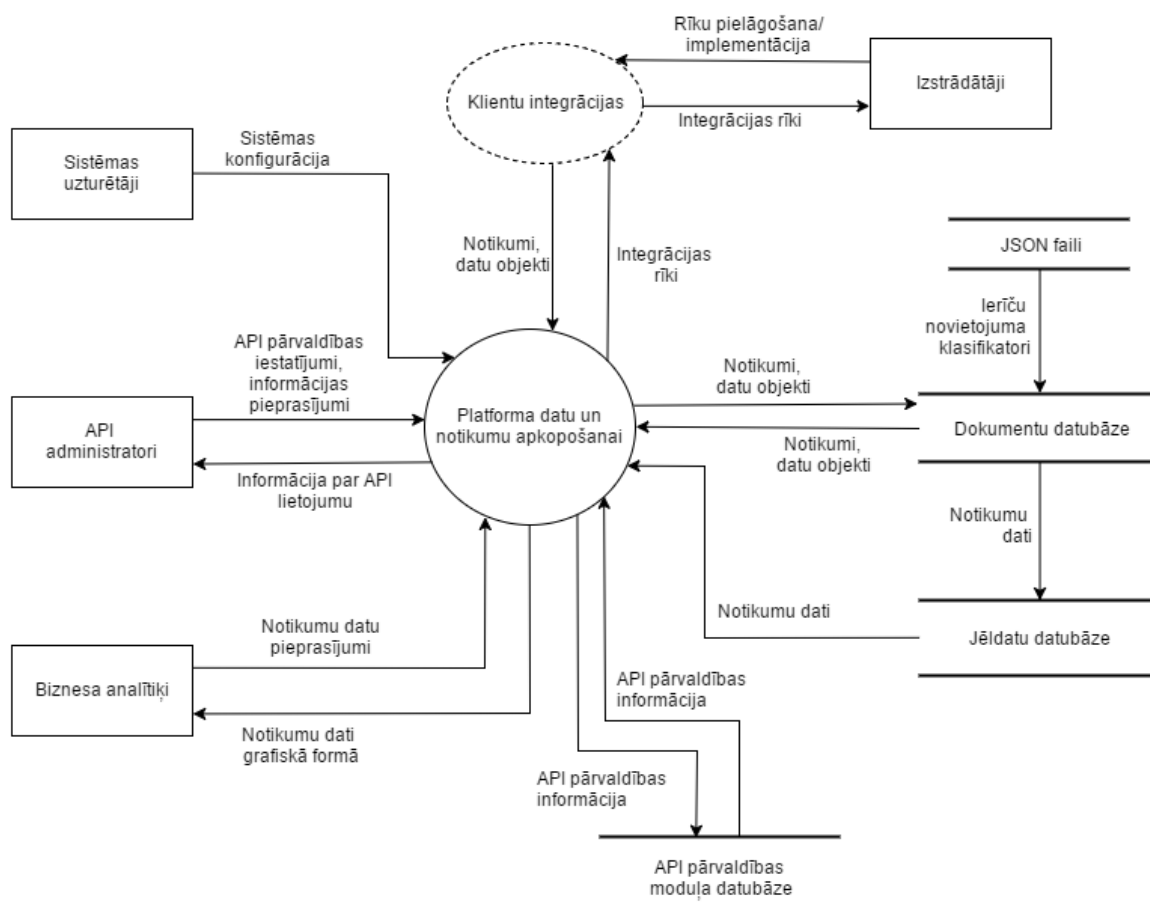 Rīku pielāgošana/
implementācija
Klientu integrācijas
Izstrādātāji
Integrācijas rīki
Sistēmas
uzturētāji
Sistēmas
konfigurācija
Notikumi,
datu objekti
Integrācijas
rīki
JSON faili
Ierīču
novietojuma
klasifikatori
API pārvaldības
iestatījumi,
informācijas
pieprasījumi
API
administratori
Informācija par API
lietojumu
Platforma datu un
notikumu apkopošanai
Notikumi,
datu objekti
Dokumentu datubāze
Notikumi,
datu objekti
Notikumu
dati
Notikumu dati
Jēldatu datubāze
Notikumu datu
pieprasījumi
Biznesa analītiķi
Notikumu dati
grafiskā formā
API pārvaldības
informācija
API pārvaldības
informācija
API pārvaldības
moduļa datubāze